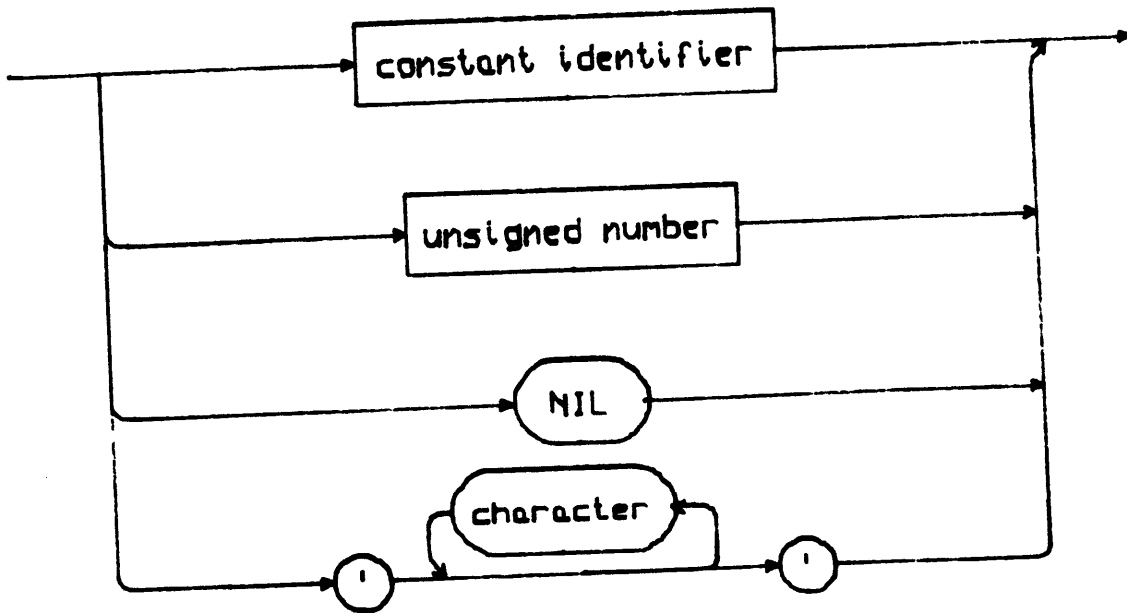 constant identifier
unsigned number
NIL
character
' '